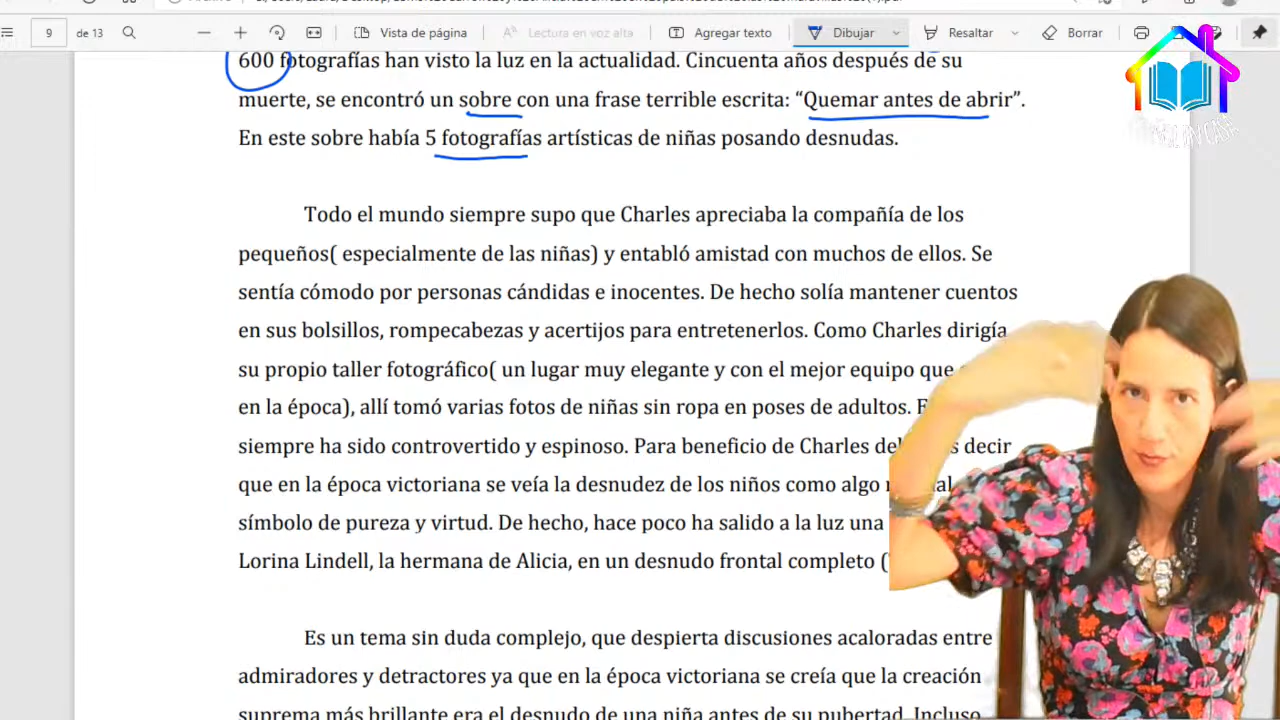 9 de 13 Vista de página Lectura en voz alta Agregar texto Dibujar Resaltar Borrar
600 fotografías han visto la luz en la actualidad. Cincuenta años después de su
muerte, se encontró un sobre con una frase terrible escrita: “Quemar antes de abrir”.
En este sobre había 5 fotografías artísticas de niñas posando desnudas.
Todo el mundo siempre supo que Charles apreciaba la compañía de los
pequeños( especialmente de las niñas) y entabló amistad con muchos de ellos. Se
sentía cómodo por personas cándidas e inocentes. De hecho solía mantener cuentos
en sus bolsillos, rompecabezas y acertijos para entretenerlos. Como Charles dirigía
su propio taller fotográfico( un lugar muy elegante y con el mejor equipo que
en la época), allí tomó varias fotos de niñas sin ropa en poses de adultos.
siempre ha sido controvertido y espinoso. Para beneficio de Charles decir
que en la época victoriana se veía la desnudez de los niños como algo
símbolo de pureza y virtud. De hecho, hace poco ha salido a la luz una
Lorina Lindell, la hermana de Alicia, en un desnudo frontal completo
Es un tema sin duda complejo, que despierta discusiones acaloradas entre
admiradores y detractores ya que en la época victoriana se creía que la creación
suprema más brillante era el desnudo de una niña antes de su pubertad. Incluso